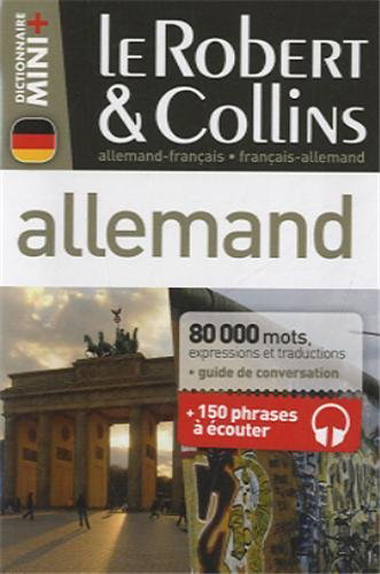 DICTIONNAIRE
MINI+
LE ROBERT
& COLLINS
allemand-français • français-allemand
allemand
80 000 mots,
expressions et traductions
• guide de conversation
+ 150 phrases
à écouter